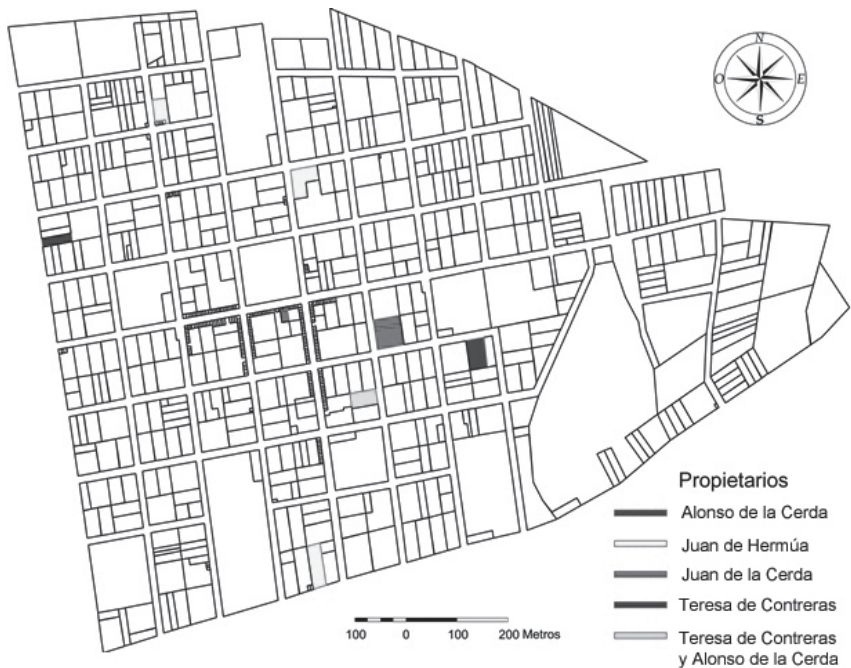 N
O E
S
Propietarios
Alonso de la Cerda
Juan de Hermúa
Juan de la Cerda
Teresa de Contreras
Teresa de Contreras
y Alonso de la Cerda
100 0 100 200 Metros